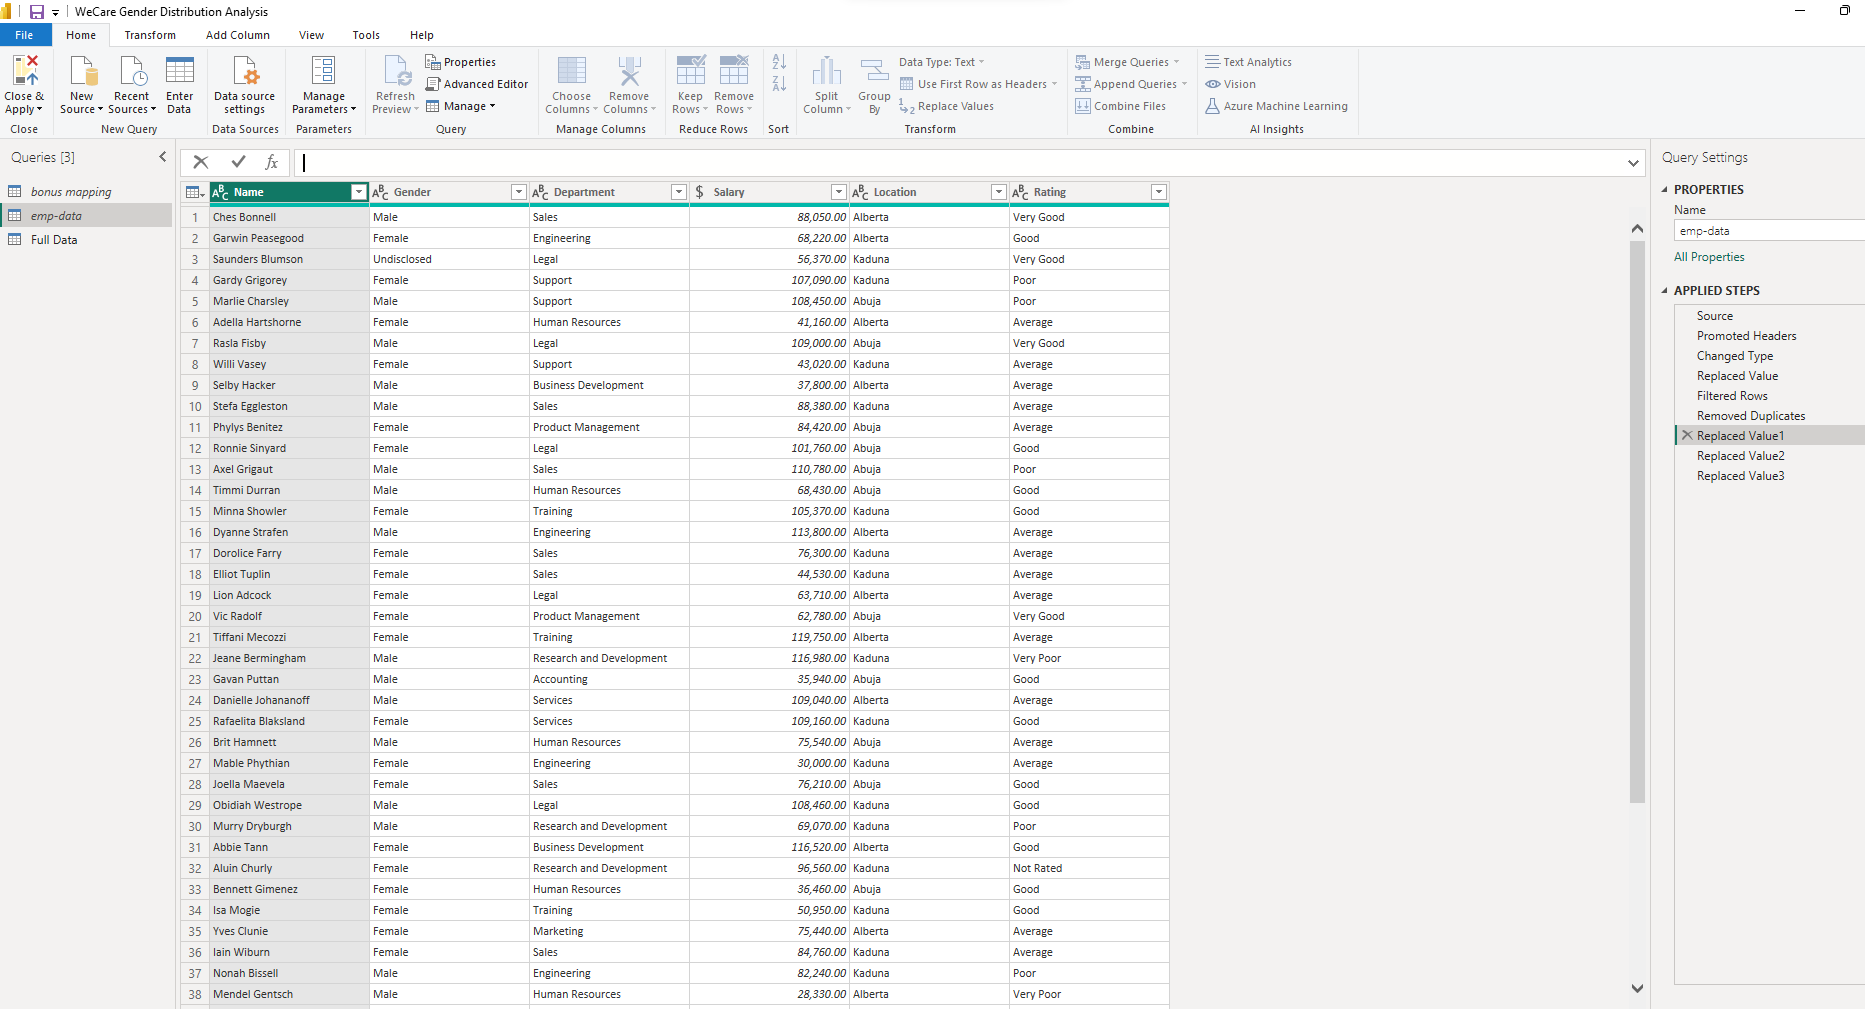 WeCare Gender Distribution Analysis
File Home Transform Add Column View Tools Help
Close & Apply
Close
New Source
Recent Sources
Enter Data
New Query
Data source settings
Data Sources
Manage Parameters
Parameters
Refresh Preview
Properties
Advanced Editor
Manage
Query
Choose Columns
Remove Columns
Manage Columns
Keep Rows
Remove Rows
Reduce Rows
Sort
Split Column
Group By
Data Type: Text
Use First Row as Headers
Replace Values
Transform
Merge Queries
Append Queries
Combine Files
Combine
Text Analytics
Vision
Azure Machine Learning
AI Insights
Queries [3]
bonus mapping
emp-data
Full Data
fx
Name Gender Department $ Salary Location Rating
1 Ches Bonnell Male Sales 88,050.00 Alberta Very Good
2 Garwin Peasegood Female Engineering 68,220.00 Alberta Good
3 Saunders Blumson Undisclosed Legal 56,370.00 Kaduna Very Good
4 Gardy Grigorey Female Support 107,090.00 Kaduna Poor
5 Marlie Charsley Male Support 108,450.00 Abuja Poor
6 Adella Hartshorne Female Human Resources 41,160.00 Alberta Average
7 Rasla Fisby Male Legal 109,000.00 Abuja Very Good
8 Willi Vasey Female Support 43,020.00 Kaduna Average
9 Selby Hacker Male Business Development 37,800.00 Alberta Average
10 Stefa Eggleston Male Sales 88,380.00 Kaduna Average
11 Phylys Benitez Female Product Management 84,420.00 Abuja Average
12 Ronnie Sinyard Female Legal 101,760.00 Abuja Good
13 Axel Grigaut Male Sales 110,780.00 Abuja Poor
14 Timmi Durran Male Human Resources 68,430.00 Abuja Good
15 Minna Showler Female Training 105,370.00 Kaduna Good
16 Dyanne Strafen Male Engineering 113,800.00 Alberta Average
17 Dorolice Farry Female Sales 76,300.00 Kaduna Average
18 Elliot Tuplin Female Sales 44,530.00 Kaduna Average
19 Lion Adcock Female Legal 63,710.00 Alberta Average
20 Vic Radolf Female Product Management 62,780.00 Abuja Very Good
21 Tiffani Mecozzi Female Training 119,750.00 Alberta Average
22 Jeane Bermingham Male Research and Development 116,980.00 Kaduna Very Poor
23 Gavan Puttan Male Accounting 35,940.00 Abuja Good
24 Danielle Johananoff Male Services 109,040.00 Alberta Average
25 Rafaelita Blaksland Female Services 109,160.00 Kaduna Good
26 Brit Hamnett Male Human Resources 75,540.00 Abuja Average
27 Mable Phythian Female Engineering 30,000.00 Kaduna Average
28 Joella Maevela Female Sales 76,210.00 Abuja Good
29 Obidiah Westrope Male Legal 108,460.00 Kaduna Good
30 Murry Dryburgh Male Research and Development 69,070.00 Kaduna Poor
31 Abbie Tann Female Business Development 116,520.00 Alberta Good
32 Aluin Churly Female Research and Development 96,560.00 Kaduna Not Rated
33 Bennett Gimenez Female Human Resources 36,460.00 Abuja Good
34 Isa Mogie Female Training 50,950.00 Kaduna Good
35 Yves Clunie Female Marketing 75,440.00 Alberta Average
36 Iain Wiburn Female Sales 84,760.00 Kaduna Average
37 Nonah Bissell Male Engineering 82,240.00 Kaduna Poor
38 Mendel Gentsch Male Human Resources 28,330.00 Alberta Very Poor
Query Settings
PROPERTIES
Name
emp-data
All Properties
APPLIED STEPS
Source
Promoted Headers
Changed Type
Replaced Value
Filtered Rows
Removed Duplicates
Replaced Value1
Replaced Value2
Replaced Value3